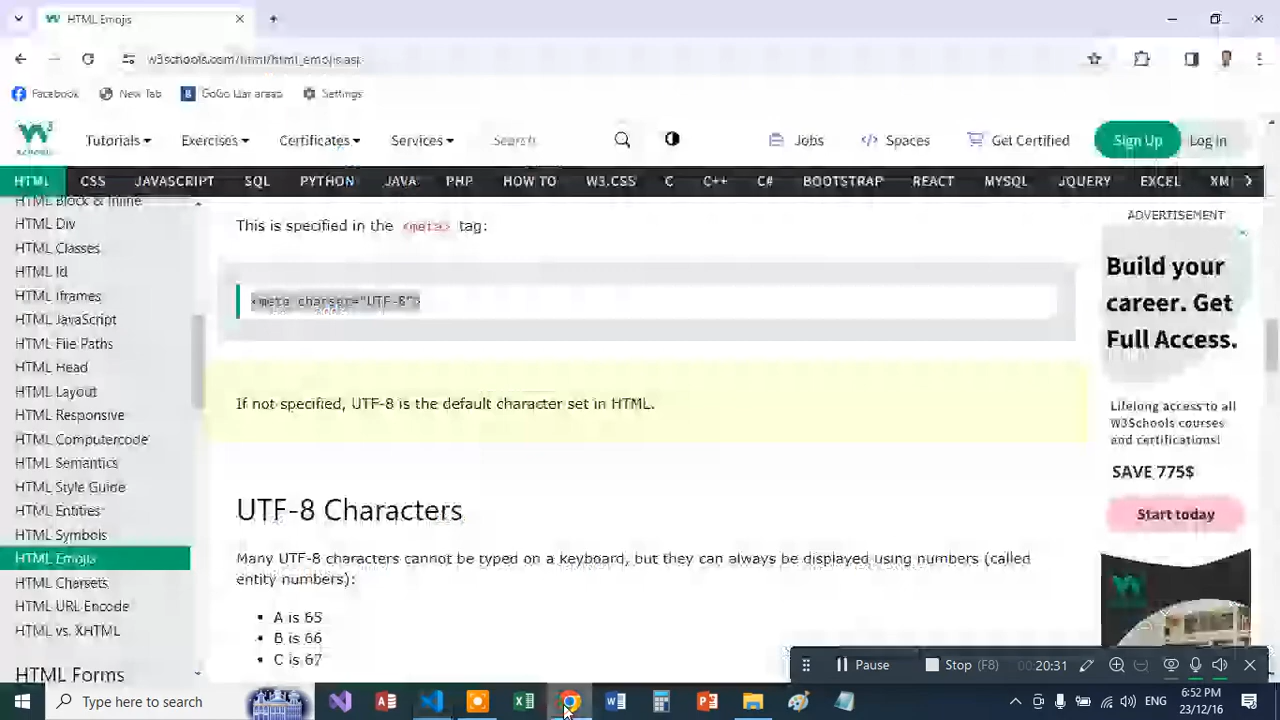 HTML Emojis
w3schools.com/html/html_emojis.asp
Facebook New Tab Settings
Tutorials Exercises Certificates Services Search Jobs Spaces Get Certified Sign Up Log in
HTML CSS JAVASCRIPT SQL PYTHON JAVA PHP HOW TO W3.CSS C C++ C# BOOTSTRAP REACT MYSQL JQUERY EXCEL XM
HTML Block & Inline
HTML Div
HTML Classes
HTML Id
HTML Iframes
HTML JavaScript
HTML File Paths
HTML Head
HTML Layout
HTML Responsive
HTML Computercode
HTML Semantics
HTML Style Guide
HTML Entities
HTML Symbols
HTML Emojis
HTML Charsets
HTML URL Encode
HTML vs. XHTML
HTML Forms
This is specified in the <meta> tag:
<meta charset="UTF-8">
If not specified, UTF-8 is the default character set in HTML.
UTF-8 Characters
Many UTF-8 characters cannot be typed on a keyboard, but they can always be displayed using numbers (called
entity numbers):
• A is 65
• B is 66
• C is 67
ADVERTISEMENT
Build your
career. Get
Full Access.
Lifelong access to all
W3Schools courses
and certifications!
SAVE 775$
Start today
Pause Stop (F8) 00:20:31
Type here to search
ENG
6:52 PM
23/12/16